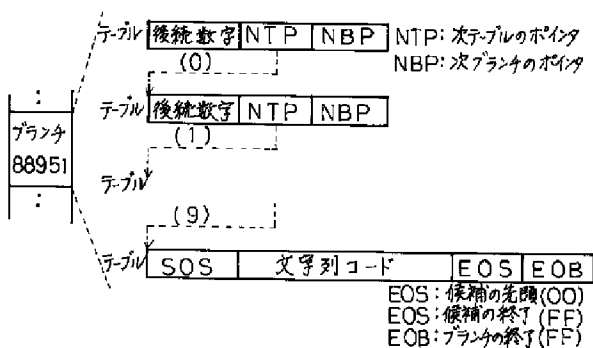 テーブル 後続数字 NTP NBP NTP:次テーブルのポインタ
(0) NBP:次ブランチのポインタ
:
テーブル 後続数字 NTP NBP
ブランチ (1)
88951
テーブル
:
(9)
テーブル SOS 文字列コード EOS EOB
EOS:候補の先頭(00)
EOS:候補の終了(FF)
EOB:ブランチの終了(FF)